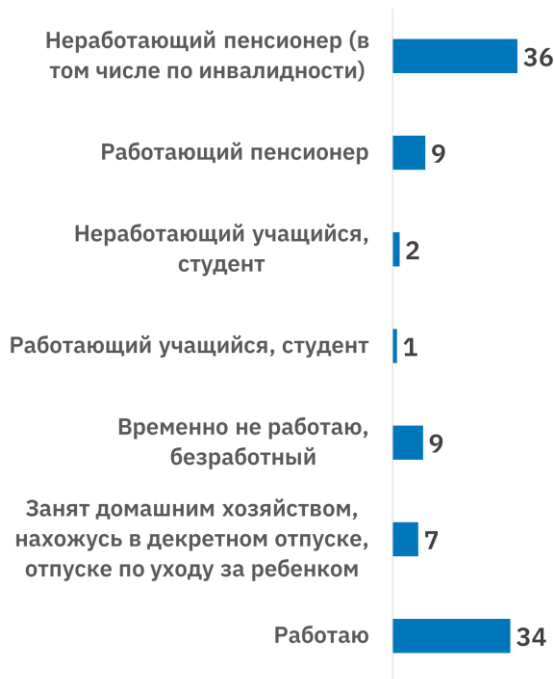 Неработающий пенсионер (в
том числе по инвалидности)
36
Работающий пенсионер
9
Неработающий учащийся,
студент
2
Работающий учащийся, студент
1
Временно не работаю,
безработный
9
Занят домашним хозяйством,
нахожусь в декретном отпуске,
отпуске по уходу за ребенком
7
Работаю
34